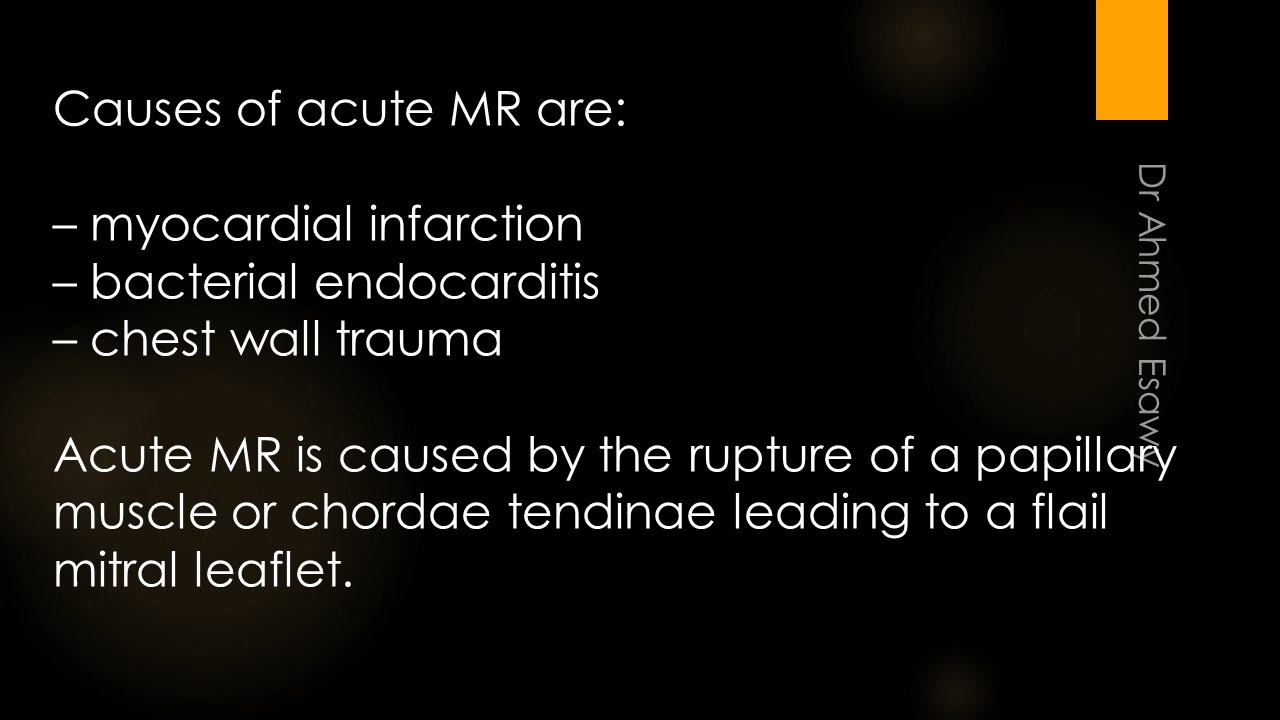 Causes of acute MR are:
– myocardial infarction
– bacterial endocarditis
– chest wall trauma
Acute MR is caused by the rupture of a papillary
muscle or chordae tendinae leading to a flail
mitral leaflet.
Dr Ahmed Esawy